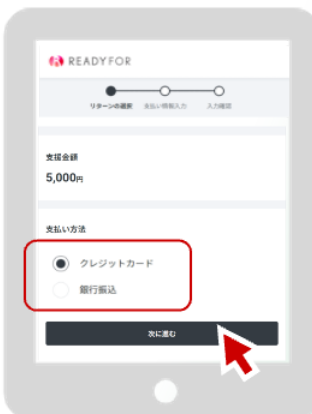 READYFOR
リターンの選択 支払い情報入力 入力確認
支援金額
5,000円
支払い方法
クレジットカード
銀行振込
次に進む